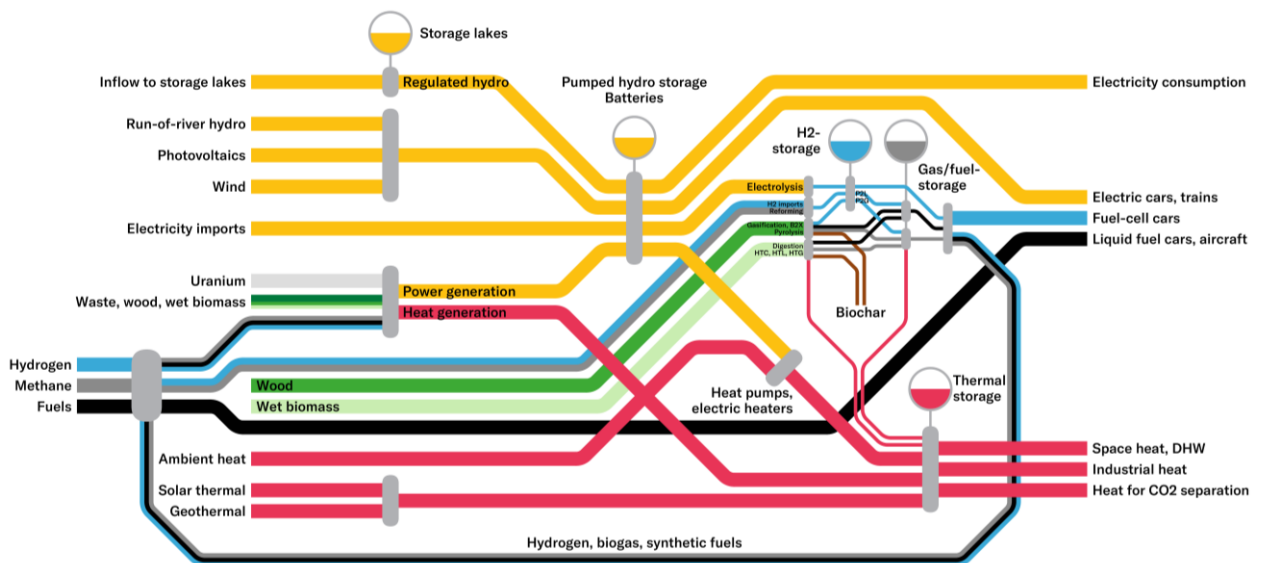 Storage lakes
Inflow to storage lakes
Regulated hydro
Pumped hydro storage
Batteries
Electricity consumption
Run-of-river hydro
H2-
storage
Photovoltaics
Gas/fuel-
storage
Wind
Electrolysis
P2L
P2G
Electric cars, trains
H2 imports
Reforming
Fuel-cell cars
Electricity imports
Gasification, B2X
Pyrolysis
Liquid fuel cars, aircraft
Digestion
HTC, HTL, HTG
Uranium
Power generation
Waste, wood, wet biomass
Heat generation
Biochar
Hydrogen
Methane
Wood
Fuels
Wet biomass
Heat pumps,
electric heaters
Thermal
storage
Ambient heat
Space heat, DHW
Industrial heat
Solar thermal
Heat for CO2 separation
Geothermal
Hydrogen, biogas, synthetic fuels